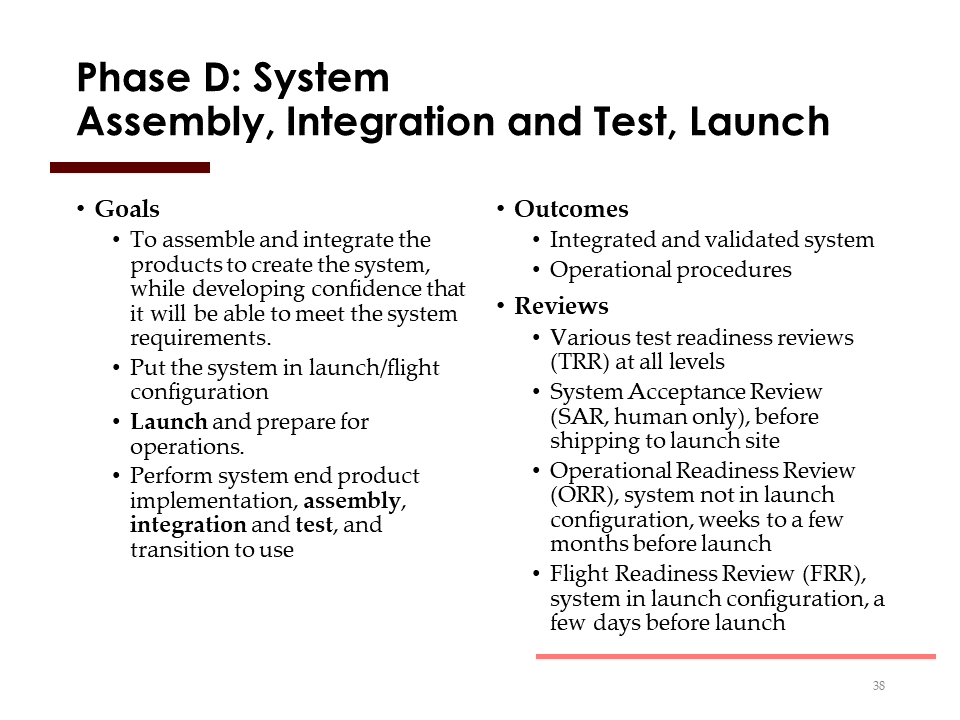 Phase D: System
Assembly, Integration and Test, Launch
• Goals
• To assemble and integrate the
products to create the system,
while developing confidence that
it will be able to meet the system
requirements.
• Put the system in launch/flight
configuration
• Launch and prepare for
operations.
• Perform system end product
implementation, assembly,
integration and test, and
transition to use
• Outcomes
• Integrated and validated system
• Operational procedures
• Reviews
• Various test readiness reviews
(TRR) at all levels
• System Acceptance Review
(SAR, human only), before
shipping to launch site
• Operational Readiness Review
(ORR), system not in launch
configuration, weeks to a few
months before launch
• Flight Readiness Review (FRR),
system in launch configuration, a
few days before launch
38